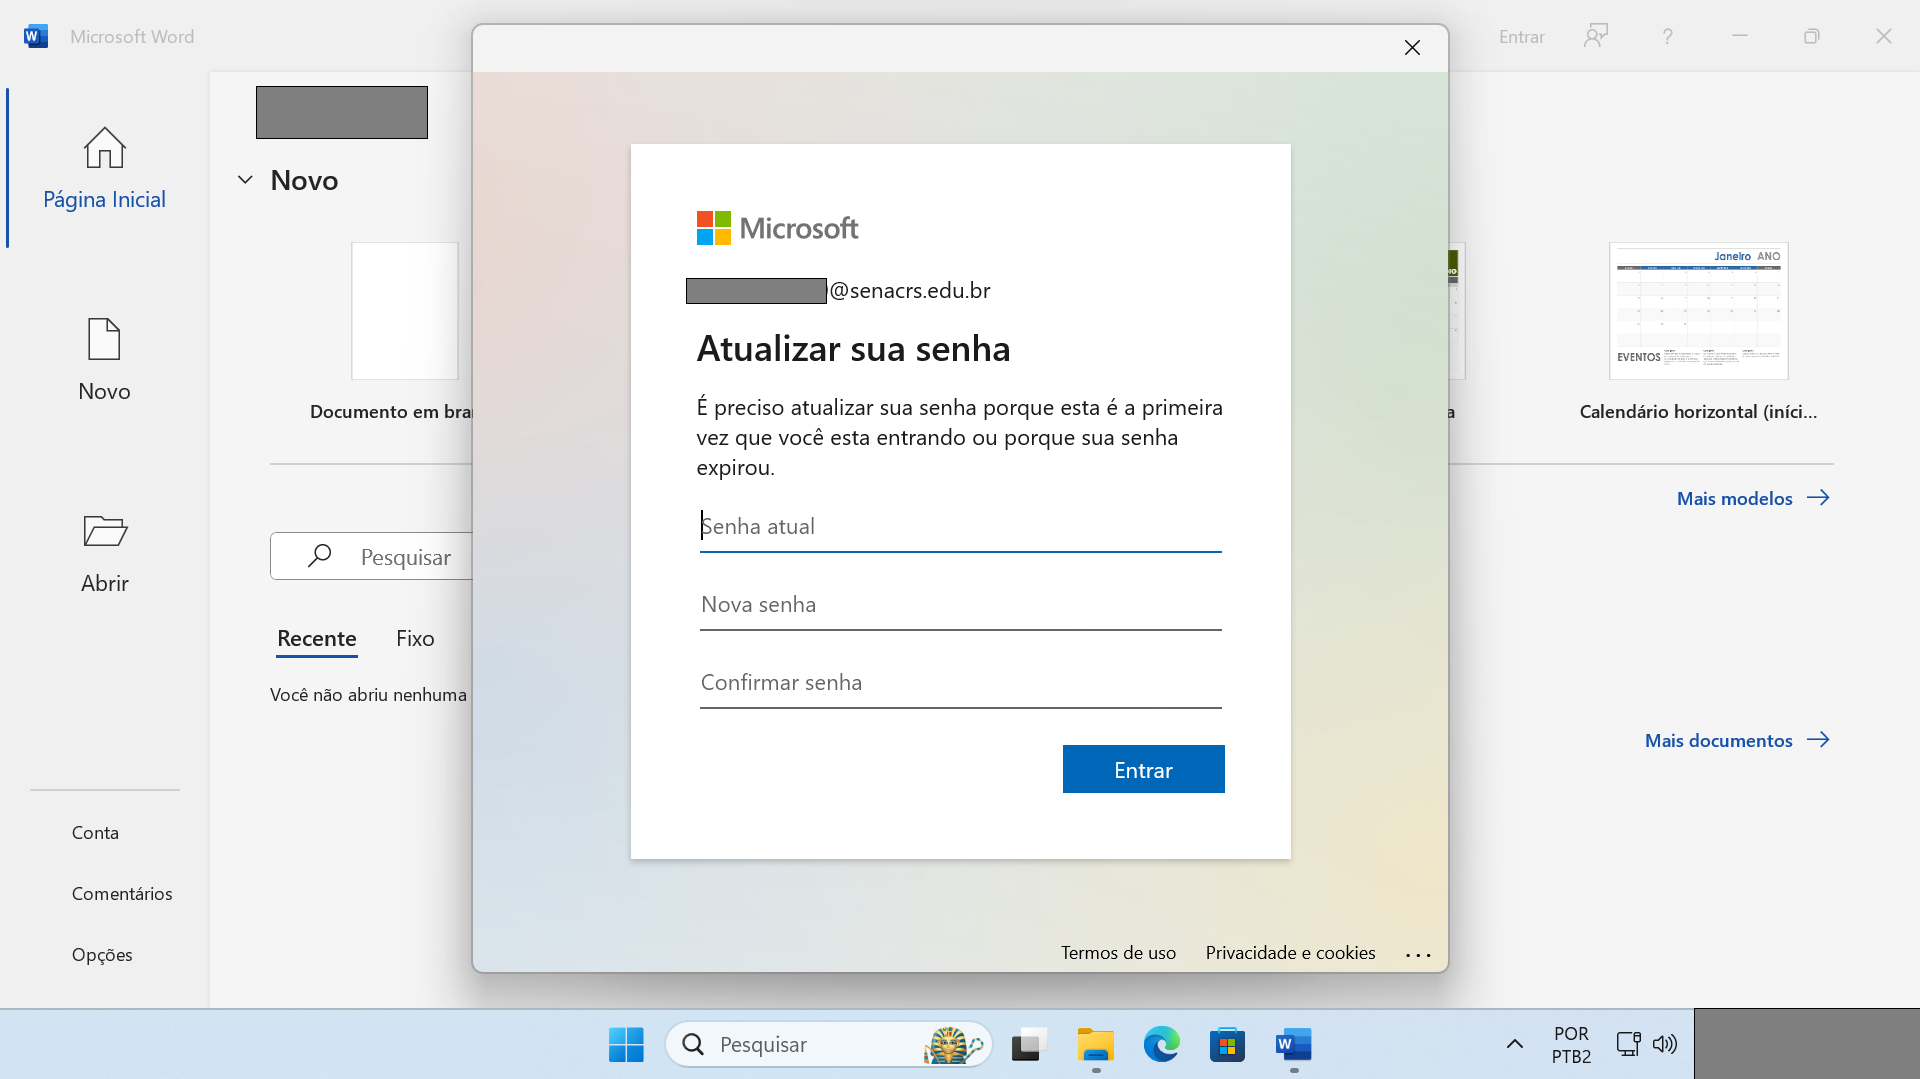 Microsoft Word
Entrar
?
Página Inicial
Novo
Abrir
Conta
Comentários
Opções
Novo
Documento em bra
a
Janeiro ANO
EVENTOS
Calendário horizontal (iníci...
Mais modelos
Pesquisar
Recente
Fixo
Você não abriu nenhuma
Mais documentos
Microsoft
@senacrs.edu.br
Atualizar sua senha
É preciso atualizar sua senha porque esta é a primeira
vez que você esta entrando ou porque sua senha
expirou.
Senha atual
Nova senha
Confirmar senha
Entrar
Termos de uso
Privacidade e cookies
...
Pesquisar
POR
PTB2